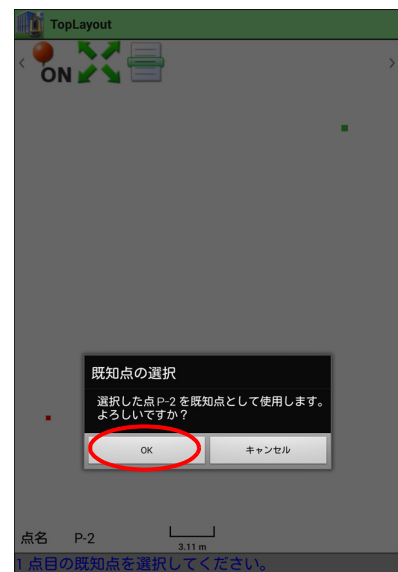 TopLayout
ON
既知点の選択
選択した点 P-2 を既知点として使用します。
よろしいですか？
OK
キャンセル
点名 P-2
3.11 m
1 点目の既知点を選択してください。